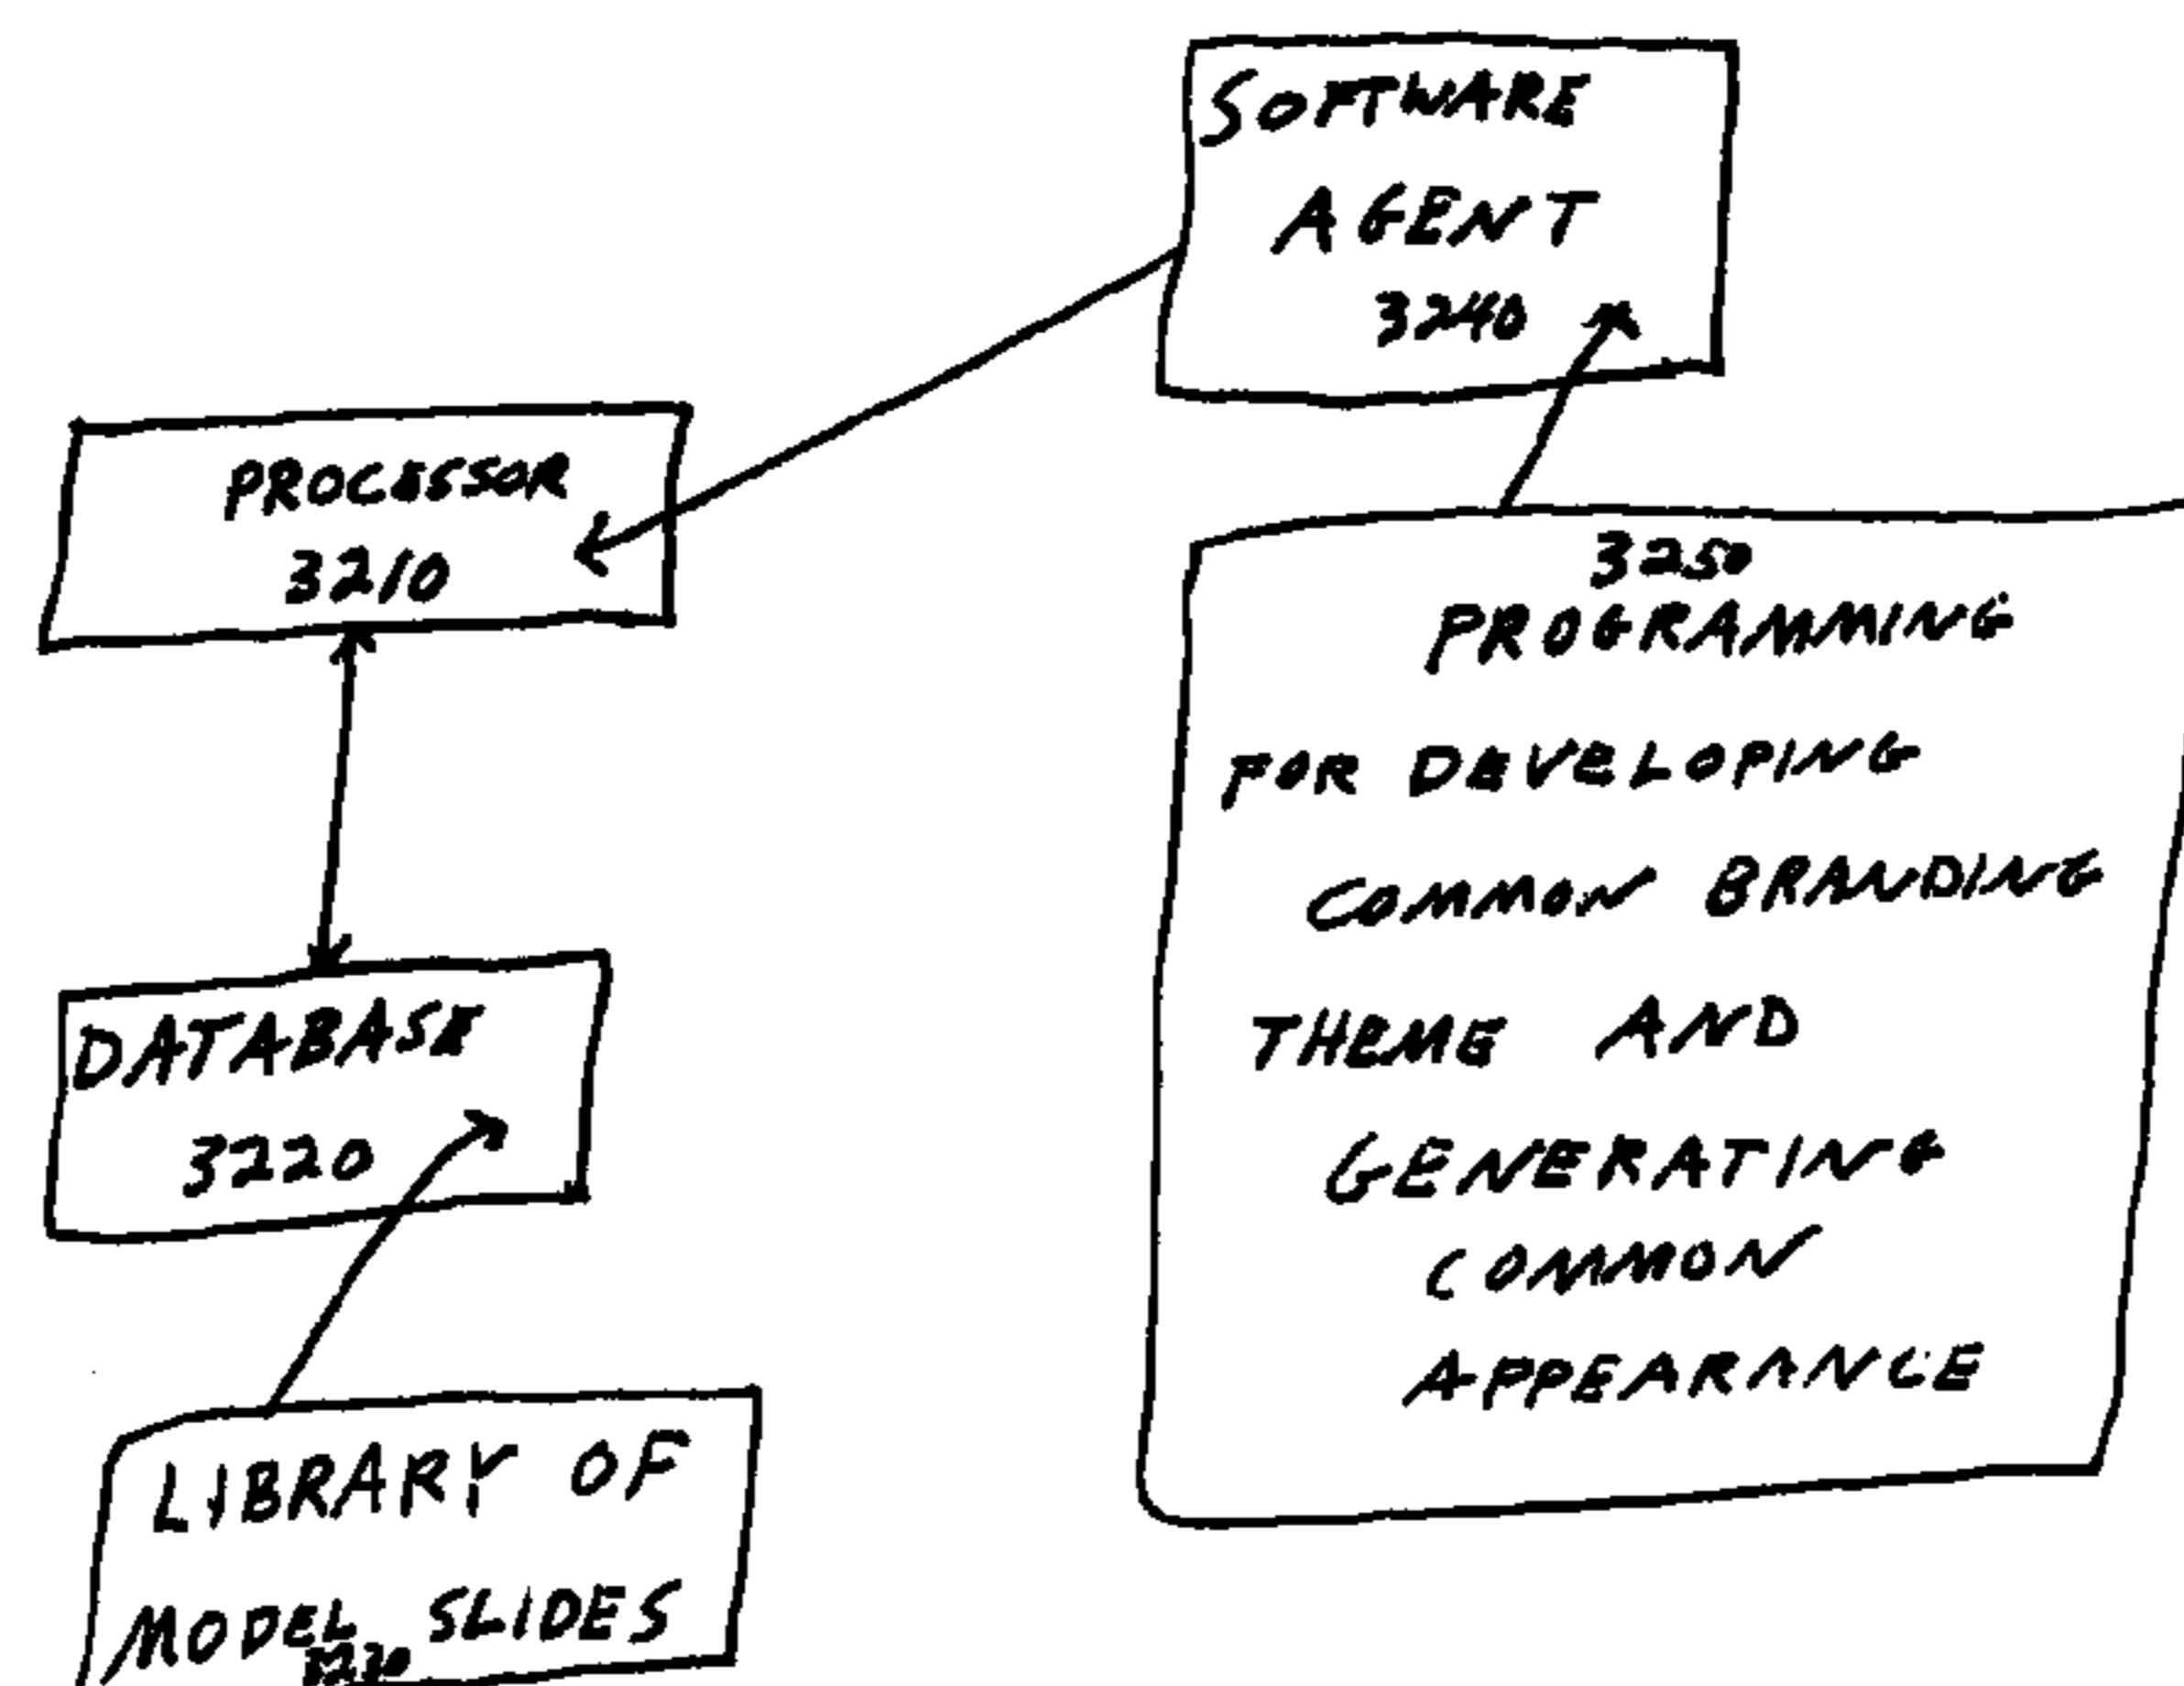 SOFTWARE
AGENT
3240
PROCESSOR
3210
3250
PROGRAMMING
FOR DEVELOPING
COMMON BRANDING
THEME AND
GENERATING
COMMON
APPEARANCE
DATABASE
3220
LIBRARY OF
MODEL SLIDES
3230